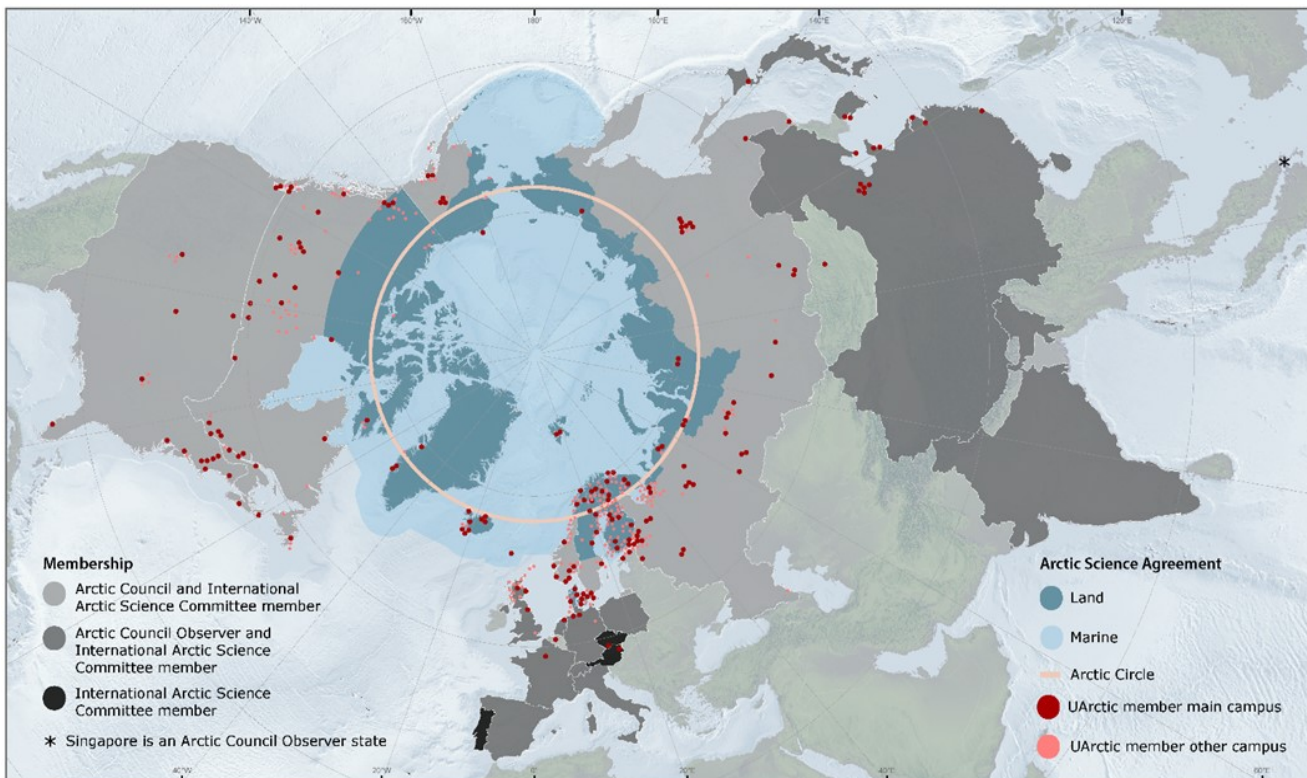 140°W
160°W
180°
160°E
140°E
120°E
Membership
Arctic Council and International
Arctic Science Committee member
Arctic Council Observer and
International Arctic Science
Committee member
International Arctic Science
Committee member
* Singapore is an Arctic Council Observer state
Arctic Science Agreement
Land
Marine
Arctic Circle
UArctic member main campus
UArctic member other campus
*
40°W
20°W
0°
20°E
40°E
60°E